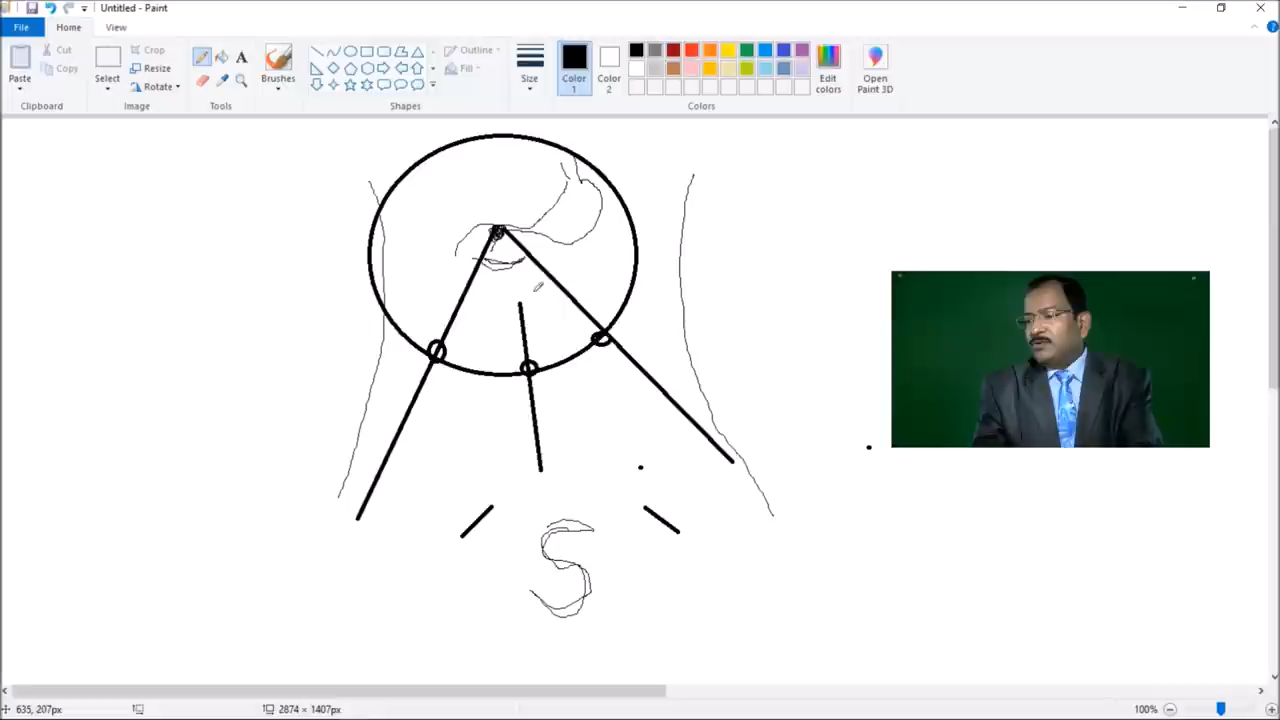 Untitled - Paint
File
Home
View
Paste
Cut
Copy
Clipboard
Select
Crop
Resize
Rotate
Image
A
Tools
Brushes
Shapes
Outline
Fill
Size
Color
1
Color
2
Edit
colors
Colors
Open
Paint 3D
S
635, 207px
2874 × 1407px
100%